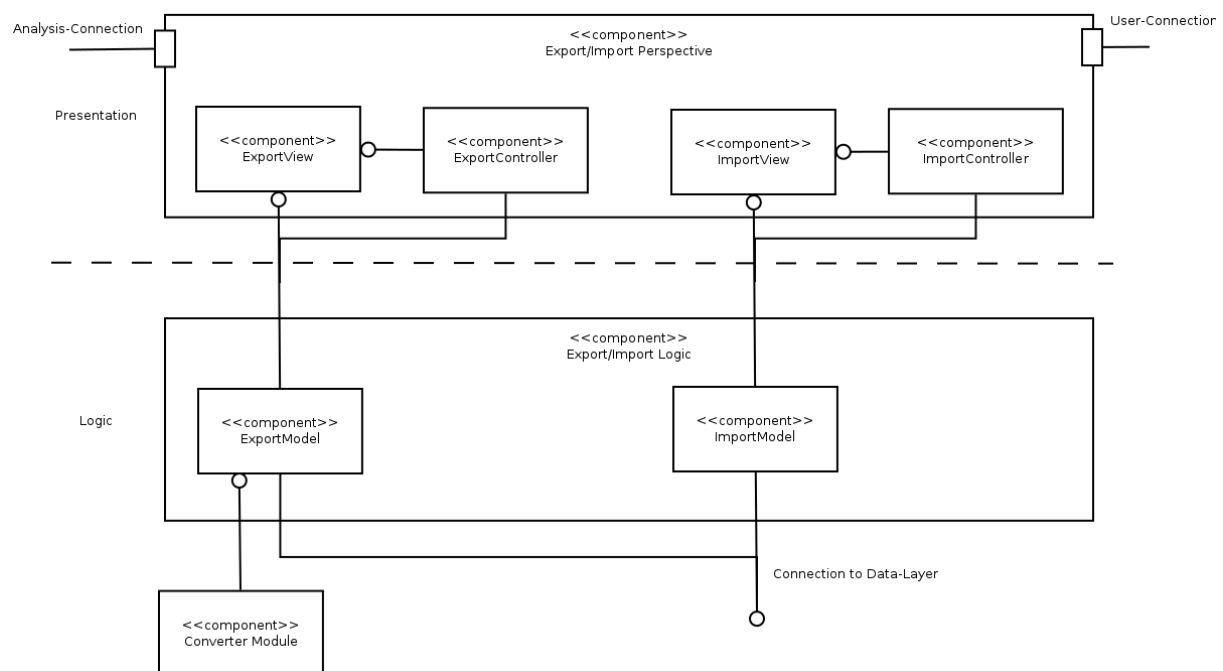 Analysis-Connection
User-Connection
<<component>>
Export/Import Perspective
Presentation
<<component>>
ExportView
<<component>>
ExportController
<<component>>
ImportView
<<component>>
ImportController
<<component>>
Export/Import Logic
Logic
<<component>>
ExportModel
<<component>>
ImportModel
Connection to Data-Layer
<<component>>
Converter Module